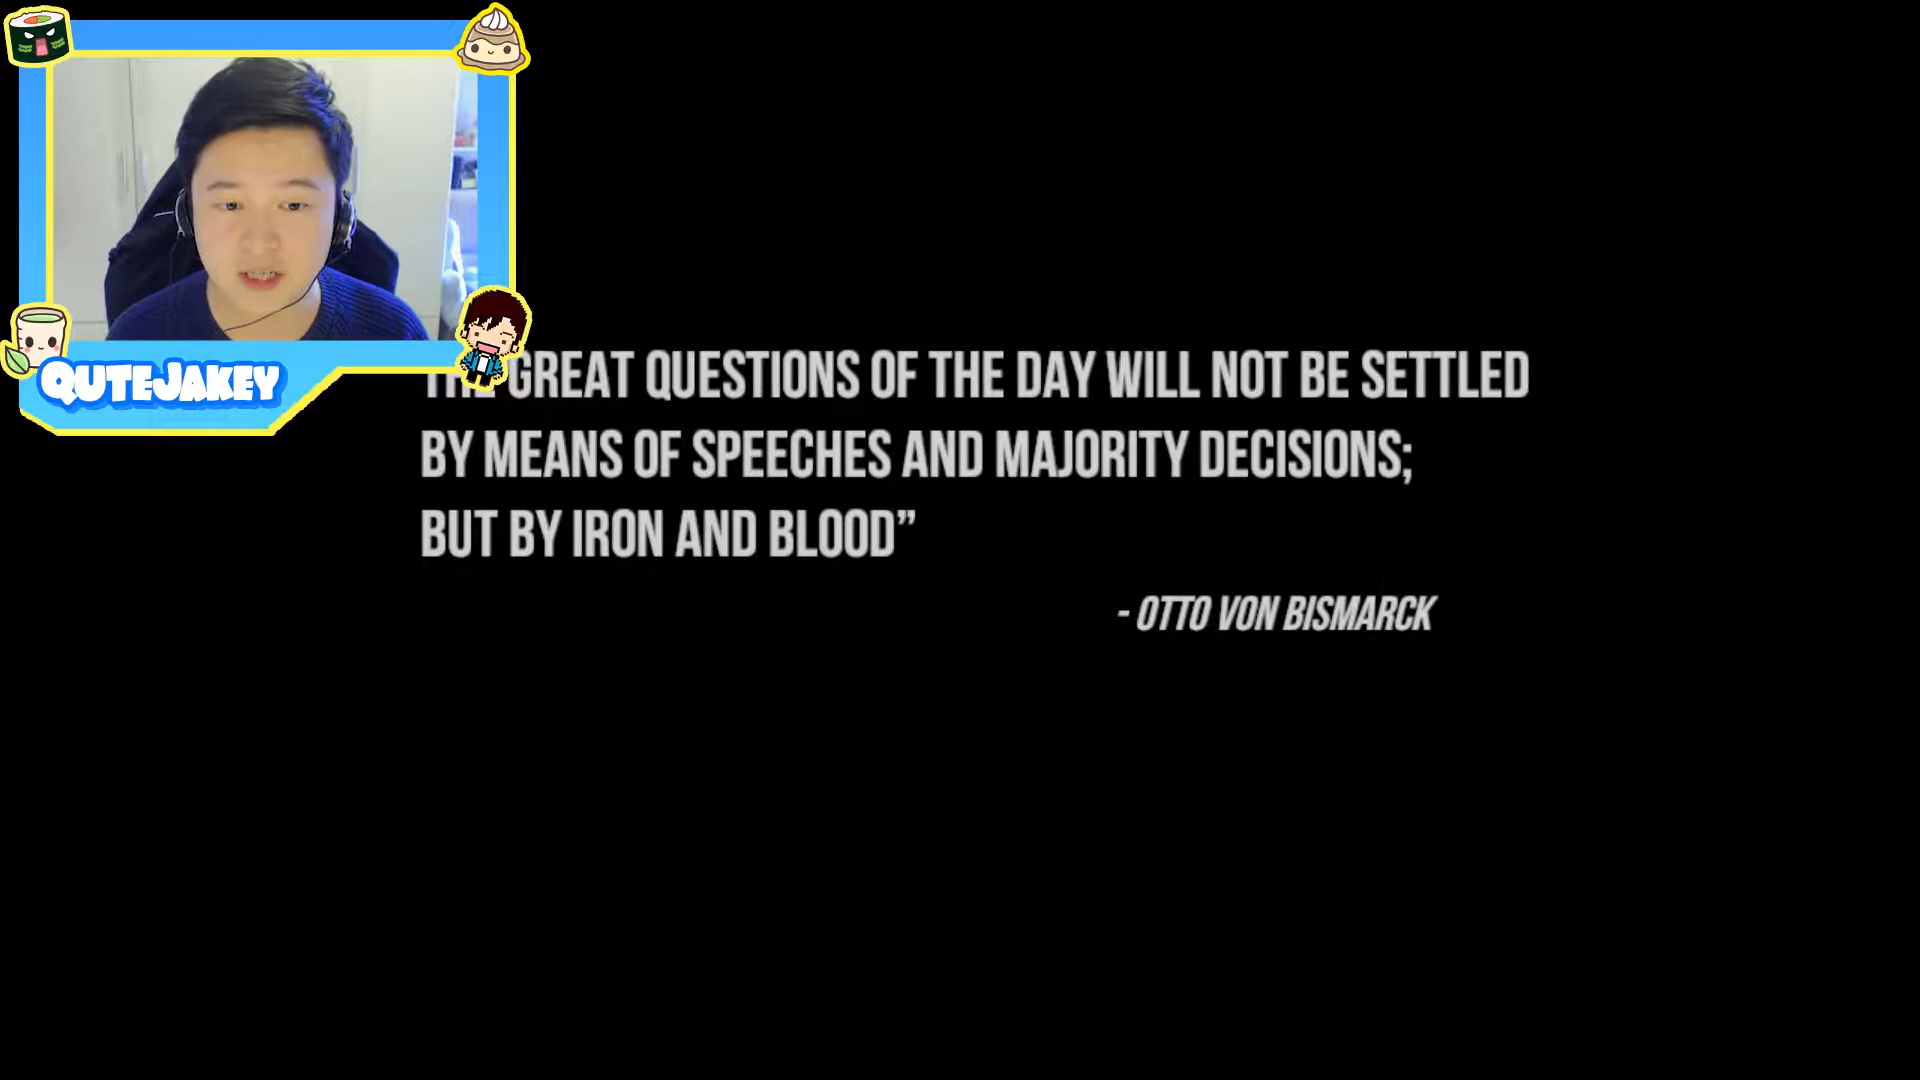 QUTEJAKEY
THE GREAT QUESTIONS OF THE DAY WILL NOT BE SETTLED
BY MEANS OF SPEECHES AND MAJORITY DECISIONS;
BUT BY IRON AND BLOOD”
- OTTO VON BISMARCK